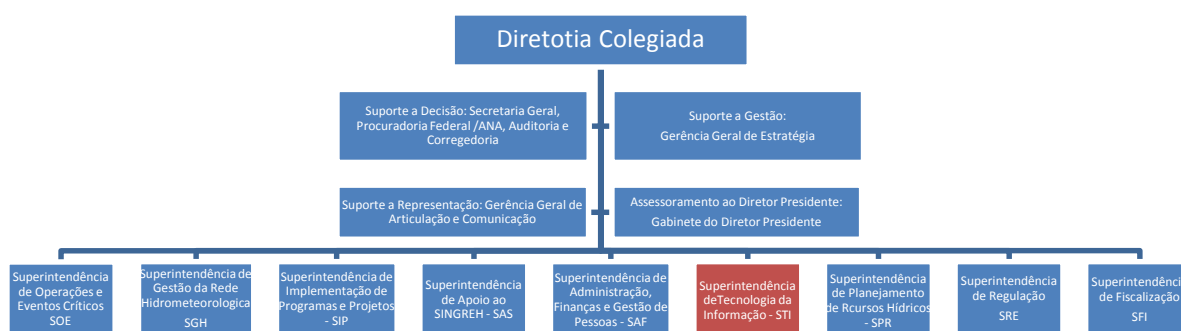 Diretotia Colegiada
Suporte a Decisão: Secretaria Geral,
Procuradoria Federal /ANA, Auditoria e
Corregedoria
Suporte a Gestão:
Gerência Geral de Estratégia
Suporte a Representação: Gerência Geral de
Articulação e Comunicação
Assessoramento ao Diretor Presidente:
Gabinete do Diretor Presidente
Superintendência
de Operações e
Eventos Críticos
SOE
Superintendência de
Gestão da Rede
Hidrometeorologica
SGH
Superintendência de
Implementação de
Programas e Projetos
- SIP
Superintendência
de Apoio ao
SINGREH - SAS
Superintendência de
Administração,
Finanças e Gestão de
Pessoas - SAF
Superintendência
deTecnologia da
Informação - STI
Superintendência
de Planejamento
de Rcursos Hídricos -
SPR
Superintendência
de Regulação
SRE
Superintendência
de Fiscalização
SFI